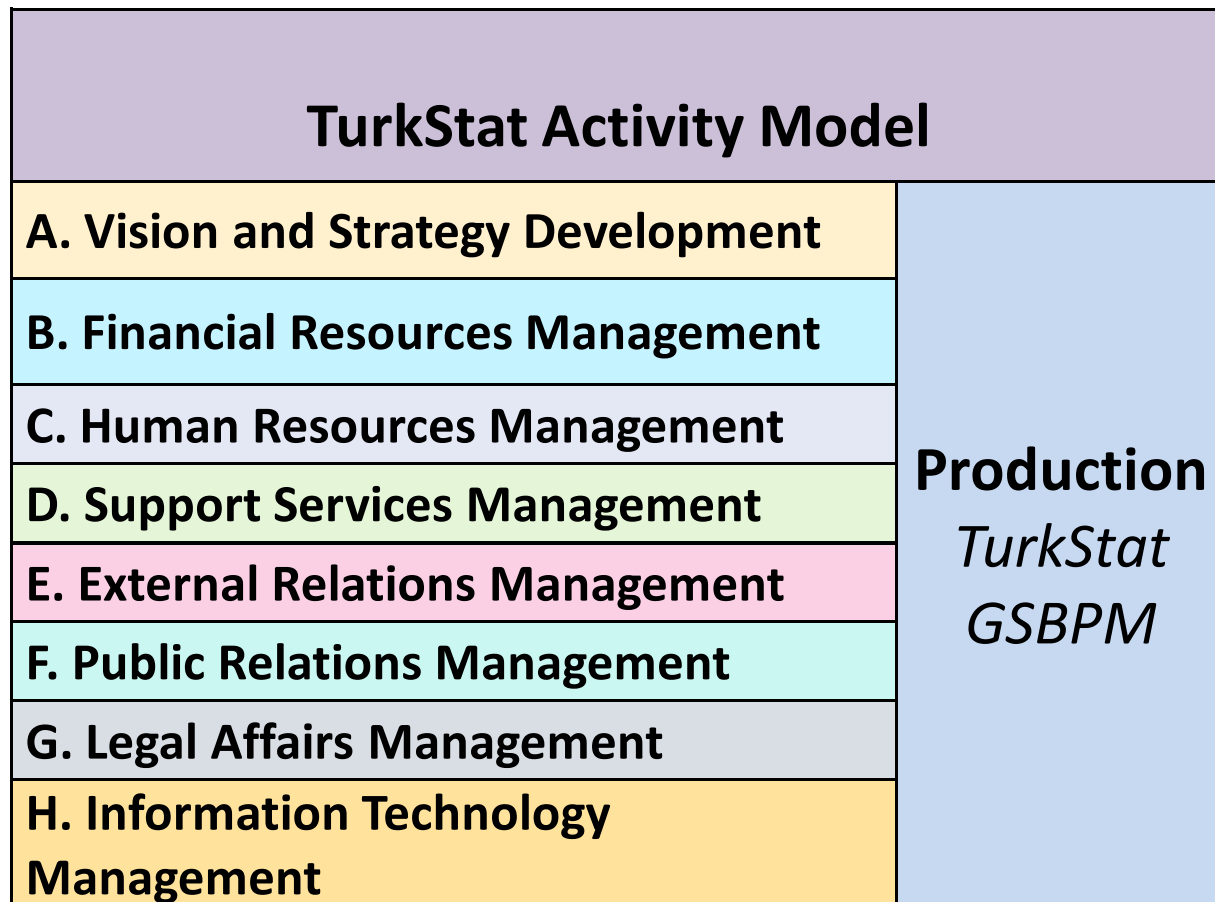 TurkStat Activity Model
A. Vision and Strategy Development
B. Financial Resources Management
C. Human Resources Management
D. Support Services Management
E. External Relations Management
F. Public Relations Management
G. Legal Affairs Management
H. Information Technology
Management
Production
TurkStat
GSBPM